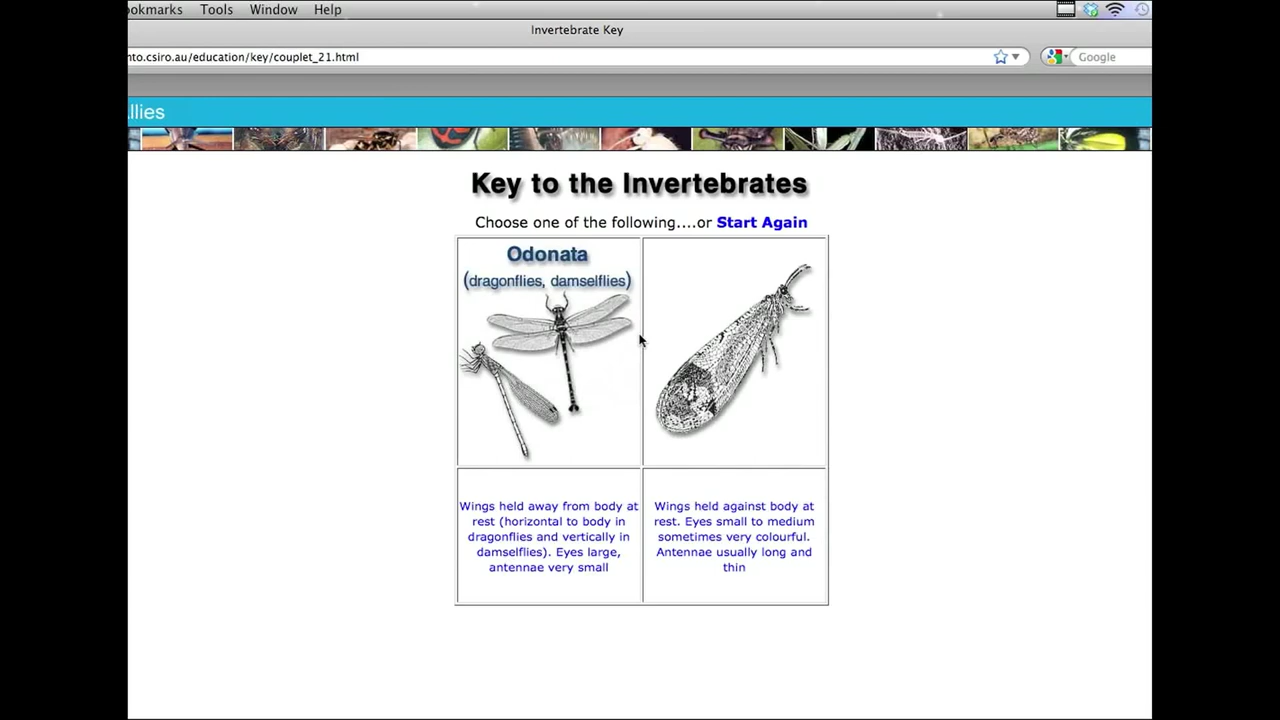 Tools Window Help
Invertebrate Key
nto.csiro.au/education/key/couplet_21.html
Google
Key to the Invertebrates
Choose one of the following....or Start Again
Odonata
(dragonflies, damselflies)
Wings held away from body at
rest (horizontal to body in
dragonflies and vertically in
damselflies). Eyes large,
antennae very small
Wings held against body at
rest. Eyes small to medium
sometimes very colourful.
Antennae usually long and
thin